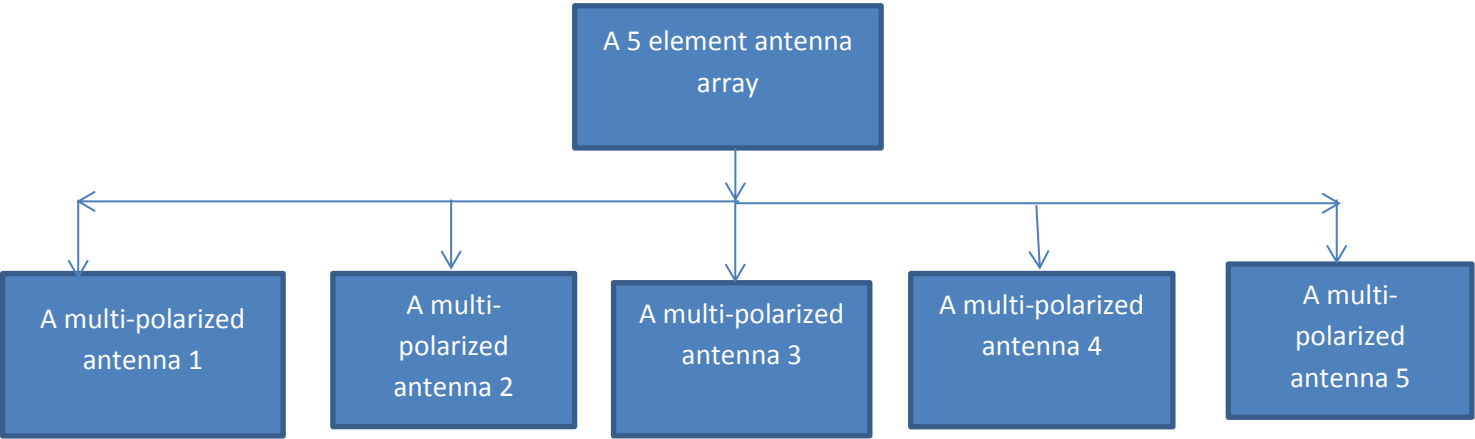 A 5 element antenna
array
A multi-polarized
antenna 1
A multi-
polarized
antenna 2
A multi-polarized
antenna 3
A multi-polarized
antenna 4
A multi-
polarized
antenna 5